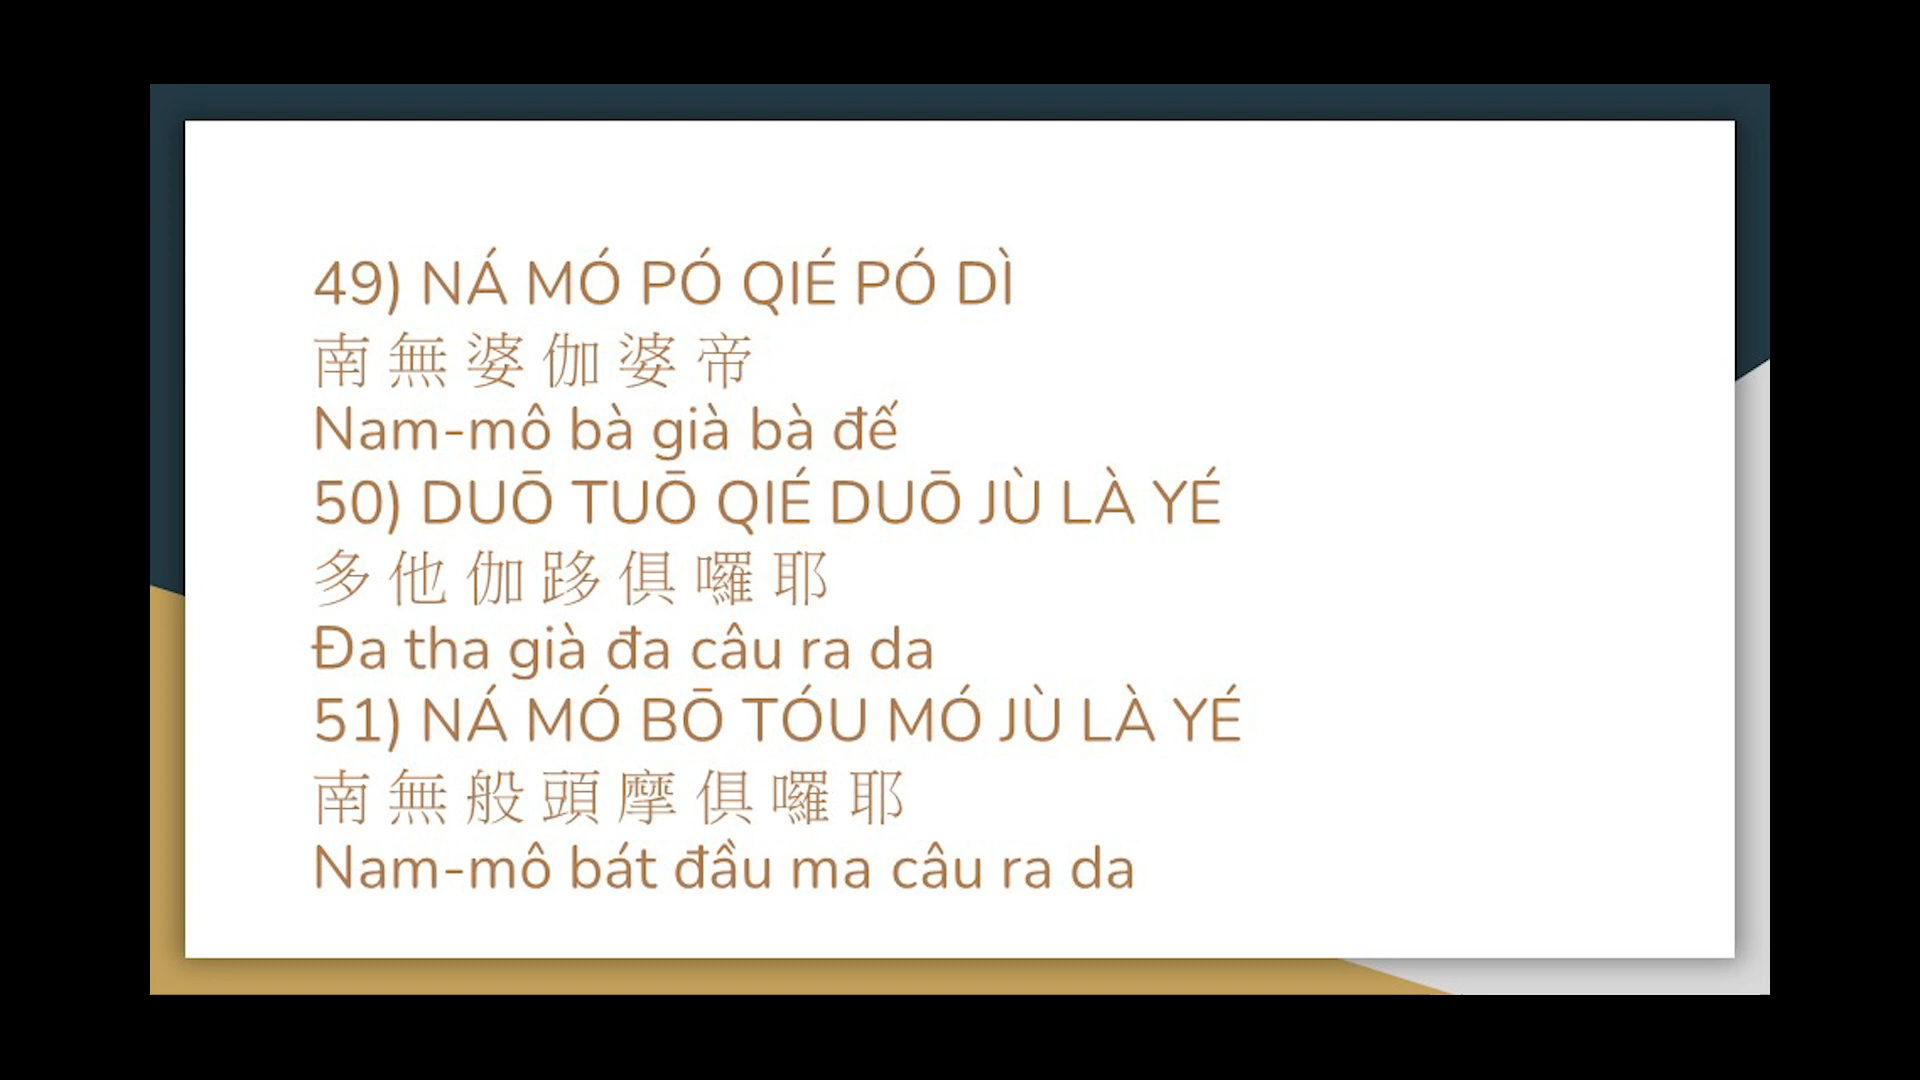 49) NÁ MÓ PÓ QIÉ PÓ DÌ
南 無 婆 伽 婆 帝
Nam-mô bà già bà đế
50) DUŌ TUŌ QIÉ DUŌ JÙ LÀ YÉ
多 他 伽 跢 俱 囉 耶
Đa tha già đa câu ra da
51) NÁ MÓ BŌ TÓU MÓ JÙ LÀ YÉ
南 無 般 頭 摩 俱 囉 耶
Nam-mô bát đầu ma câu ra da